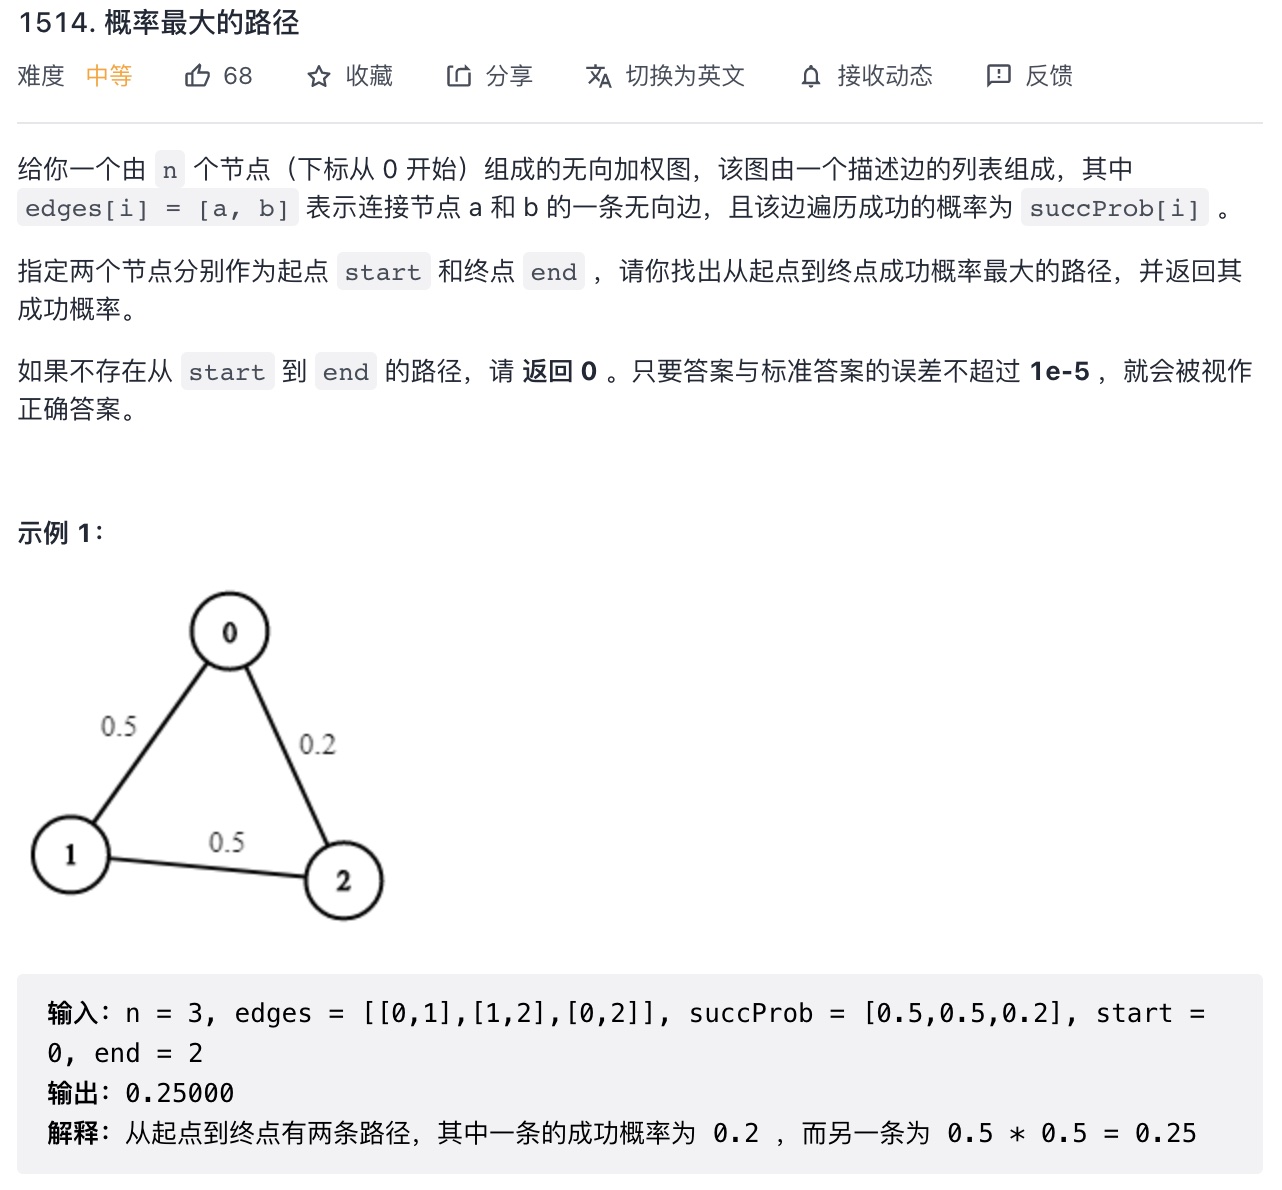 1514. 概率最大的路径
难度 中等 68 收藏 分享 切换为英文 接收动态 反馈
给你一个由 n 个节点（下标从 0 开始）组成的无向加权图，该图由一个描述边的列表组成，其中
edges[i] = [a, b] 表示连接节点 a 和 b 的一条无向边，且该边遍历成功的概率为 succProb[i] 。
指定两个节点分别作为起点 start 和终点 end ，请你找出从起点到终点成功概率最大的路径，并返回其
成功概率。
如果不存在从 start 到 end 的路径，请 返回 0 。只要答案与标准答案的误差不超过 1e-5 ，就会被视作
正确答案。
示例 1：
0
0.5
0.2
0.5
1
2
输入：n = 3, edges = [[0,1],[1,2],[0,2]], succProb = [0.5,0.5,0.2], start =
0, end = 2
输出：0.25000
解释：从起点到终点有两条路径，其中一条的成功概率为 0.2 ，而另一条为 0.5 * 0.5 = 0.25